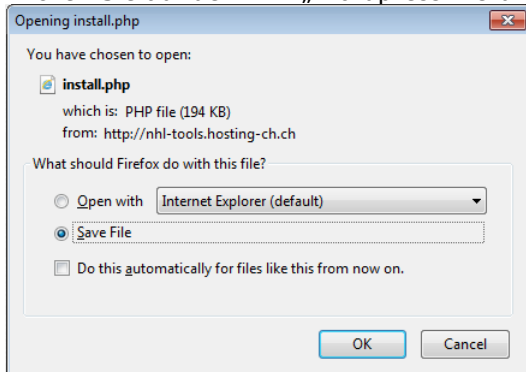 Opening install.php
You have chosen to open:
install.php
which is: PHP file (194 KB)
from: http://nhl-tools.hosting-ch.ch
What should Firefox do with this file?
Open with Internet Explorer (default)
Save File
Do this automatically for files like this from now on.
OK Cancel